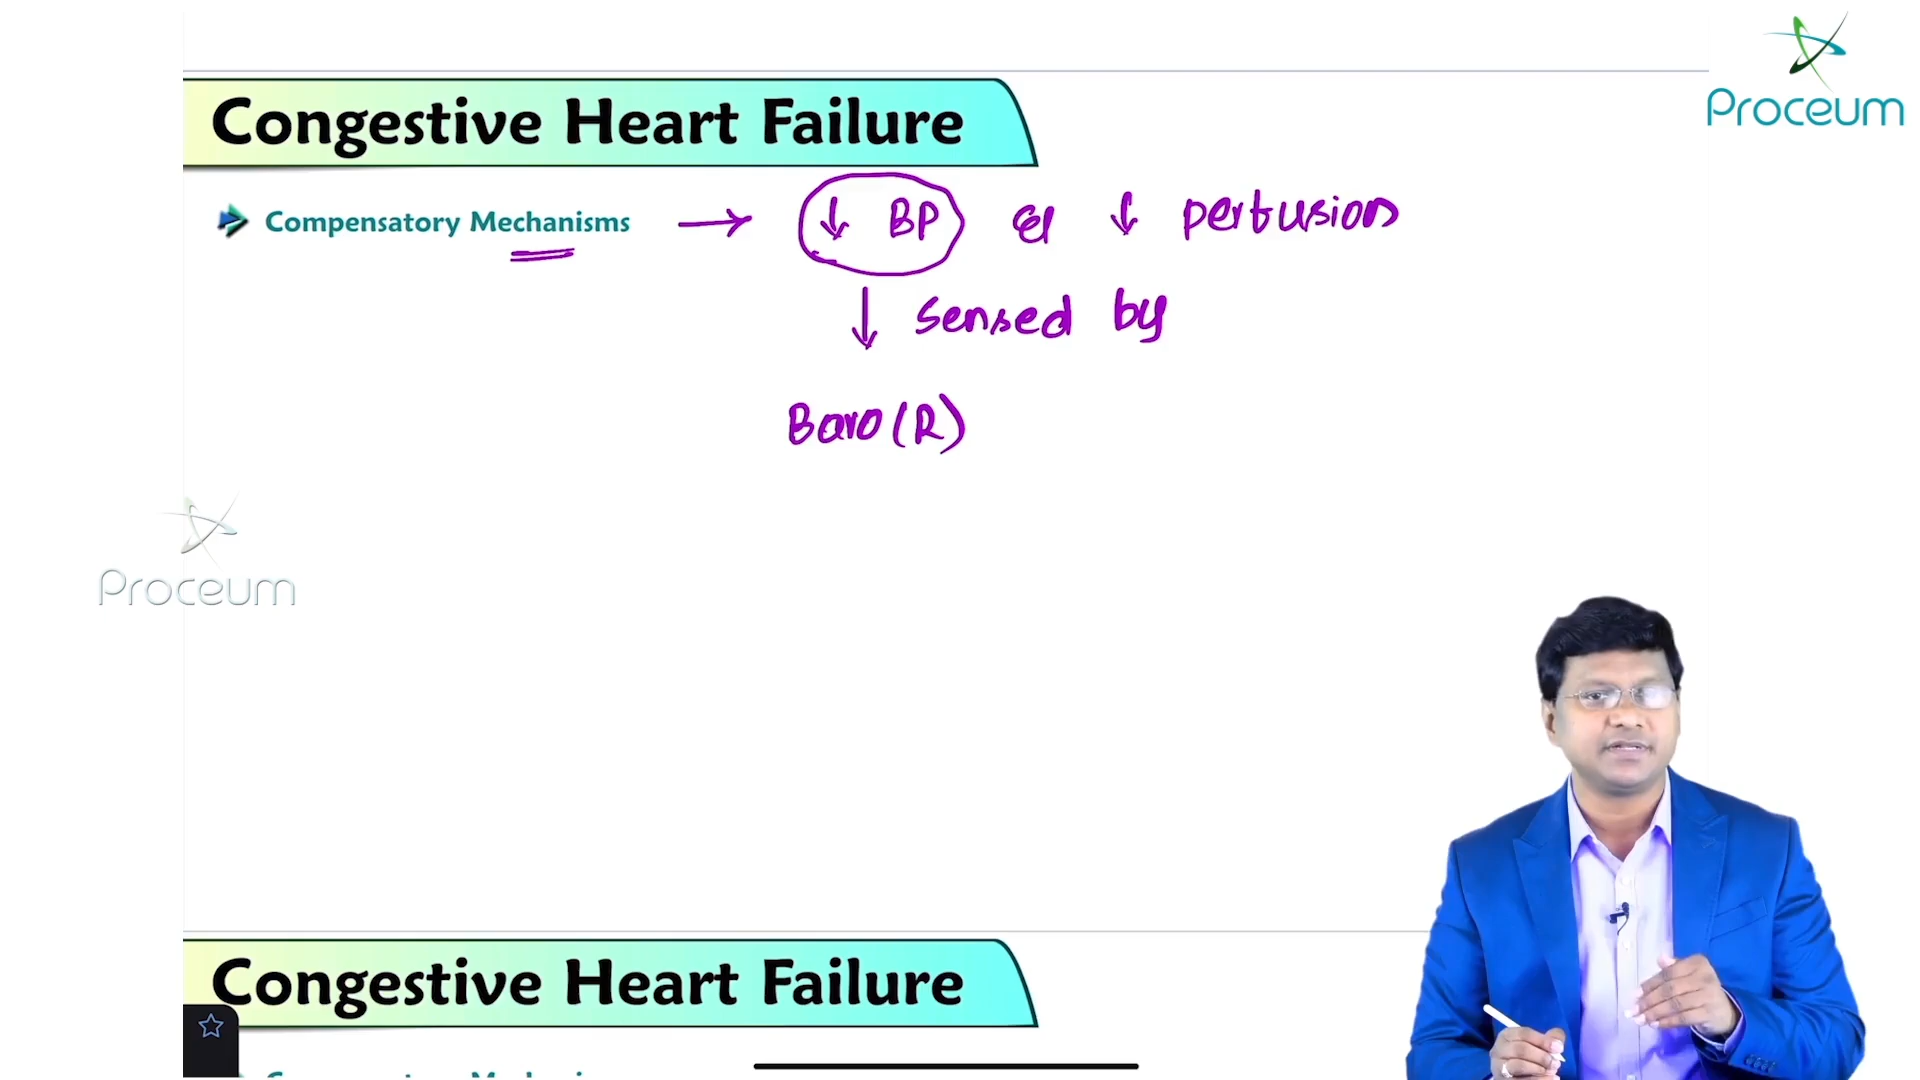 Proceum
Congestive Heart Failure
Compensatory Mechanisms → ↓ BP & ↓ perfusion
↓ sensed by
Baro(R)
Proceum
Congestive Heart Failure